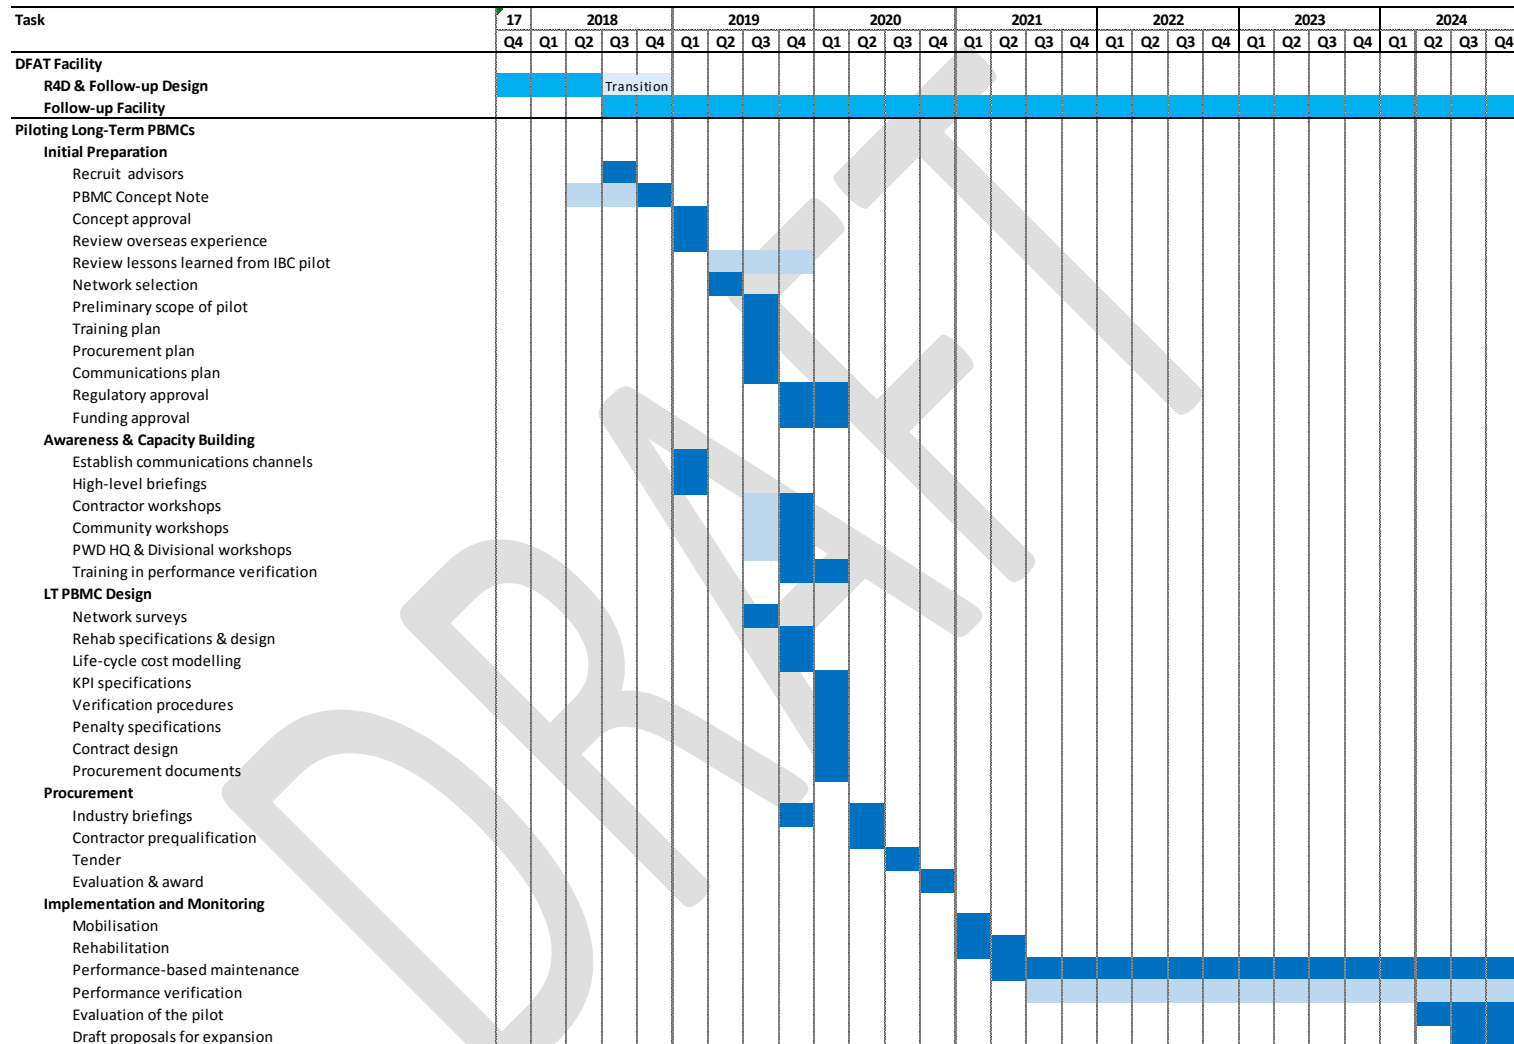 Task 17 2018 2019 2020 2021 2022 2023 2024
Q4 Q1 Q2 Q3 Q4 Q1 Q2 Q3 Q4 Q1 Q2 Q3 Q4 Q1 Q2 Q3 Q4 Q1 Q2 Q3 Q4 Q1 Q2 Q3 Q4 Q1 Q2 Q3 Q4
DFAT Facility
R4D & Follow-up Design Transition
Follow-up Facility
Piloting Long-Term PBMCs
Initial Preparation
Recruit advisors
PBMC Concept Note
Concept approval
Review overseas experience
Review lessons learned from IBC pilot
Network selection
Preliminary scope of pilot
Training plan
Procurement plan
Communications plan
Regulatory approval
Funding approval
Awareness & Capacity Building
Establish communications channels
High-level briefings
Contractor workshops
Community workshops
PWD HQ & Divisional workshops
Training in performance verification
LT PBMC Design
Network surveys
Rehab specifications & design
Life-cycle cost modelling
KPI specifications
Verification procedures
Penalty specifications
Contract design
Procurement documents
Procurement
Industry briefings
Contractor prequalification
Tender
Evaluation & award
Implementation and Monitoring
Mobilisation
Rehabilitation
Performance-based maintenance
Performance verification
Evaluation of the pilot
Draft proposals for expansion
DRAFT